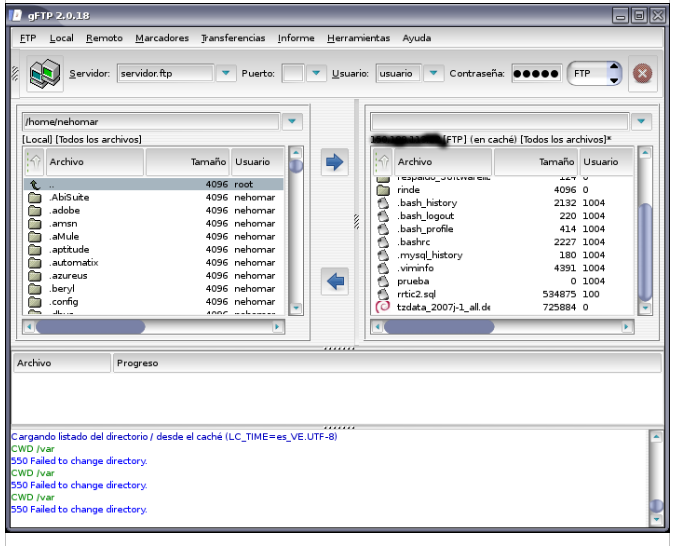 gFTP 2.0.18
FTP Local Remoto Marcadores Transferencias Informe Herramientas Ayuda
Servidor: servidor.ftp Puerto: Usuario: usuario Contraseña: ●●●●● FTP
/home/nehomar
[Local] [Todos los archivos]
Archivo Tamaño Usuario
.. 4096 root
.AbiSuite 4096 nehomar
.adobe 4096 nehomar
.amsn 4096 nehomar
.aMule 4096 nehomar
.aptitude 4096 nehomar
.automatix 4096 nehomar
.azureus 4096 nehomar
.beryl 4096 nehomar
.config 4096 nehomar
4096 nehomar
[FTP] (en caché) [Todos los archivos]*
Archivo Tamaño Usuario
124 0
rinde 4096 0
.bash_history 2132 1004
.bash_logout 220 1004
.bash_profile 414 1004
.bashrc 2227 1004
.mysql_history 180 1004
.viminfo 4391 1004
prueba 0 1004
rrtic2.sql 534875 100
tzdata_2007j-1_all.de 725884 0
Archivo Progreso
Cargando listado del directorio / desde el caché (LC_TIME=es_VE.UTF-8)
CWD /var
550 Failed to change directory.
CWD /var
550 Failed to change directory.
CWD /var
550 Failed to change directory.